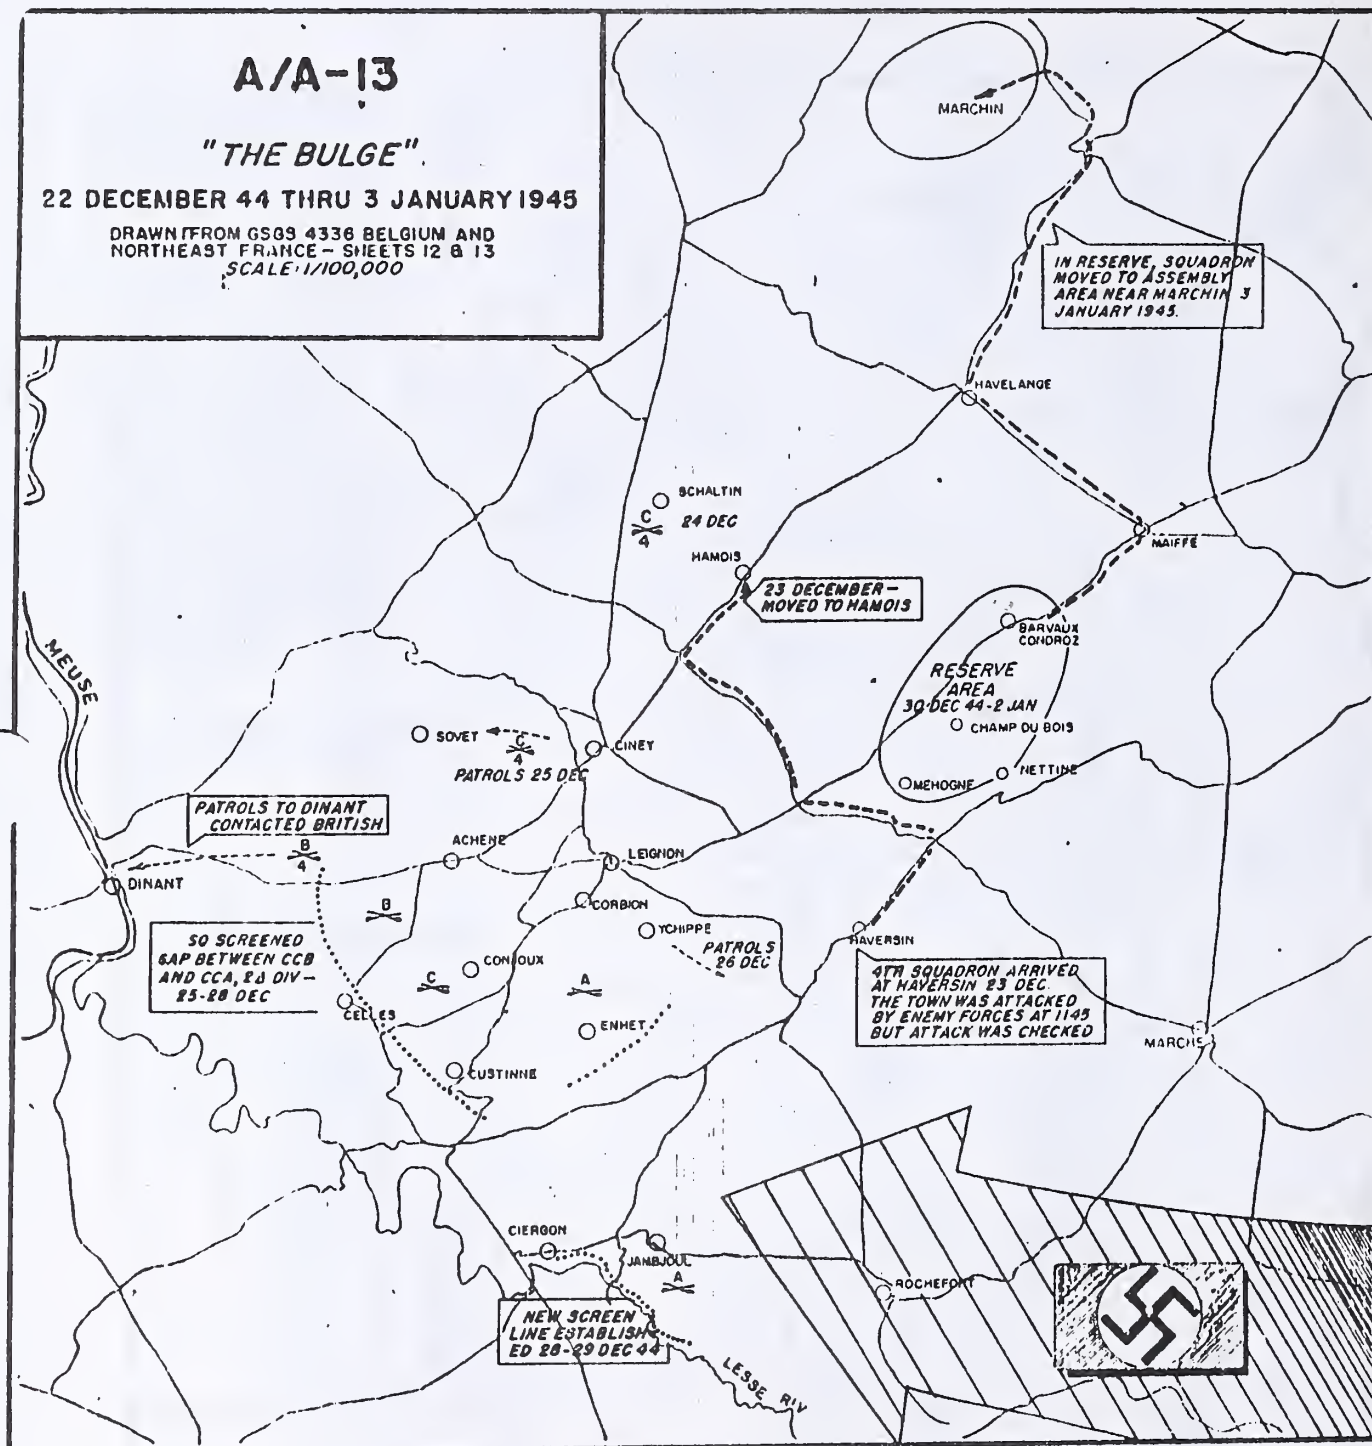 A/A-13
"THE BULGE".
22 DECEMBER 44 THRU 3 JANUARY 1945
DRAWN FROM GSGS 4336 BELGIUM AND
NORTHEAST FRANCE - SHEETS 12 & 13
SCALE: 1/100,000
MARCHIN
IN RESERVE, SQUADRON
MOVED TO ASSEMBLY
AREA NEAR MARCHIN 3
JANUARY 1945.
HAVELANGE
SCHALTIN
C
4
24 DEC
HAMOIS
MAIFFE
23 DECEMBER -
MOVED TO HAMOIS
BARVAUX
CONDROZ
RESERVE
AREA
30 DEC 44 - 2 JAN
CHAMP DU BOIS
NETTINE
MEHOGNE
MEUSE
SOVET
C
4
CINEY
PATROLS 25 DEC
PATROLS TO DINANT
CONTACTED BRITISH
B
4
ACHENE
LEIGNON
DINANT
B
CORBION
YCHIPPE
PATROLS
26 DEC
HAVERSIN
SQ SCREENED
GAP BETWEEN CCB
AND CCA, 2D DIV -
25-28 DEC
C
CONJOUX
A
4TH SQUADRON ARRIVED
AT HAVERSIN 23 DEC.
THE TOWN WAS ATTACKED
BY ENEMY FORCES AT 1145
BUT ATTACK WAS CHECKED
CELLES
ENHET
MARCHE
CUSTINNE
CIERGON
JAMBJOUL
A
ROCHEFORT
NEW SCREEN
LINE ESTABLISH-
ED 28-29 DEC 44
LESSE RIV